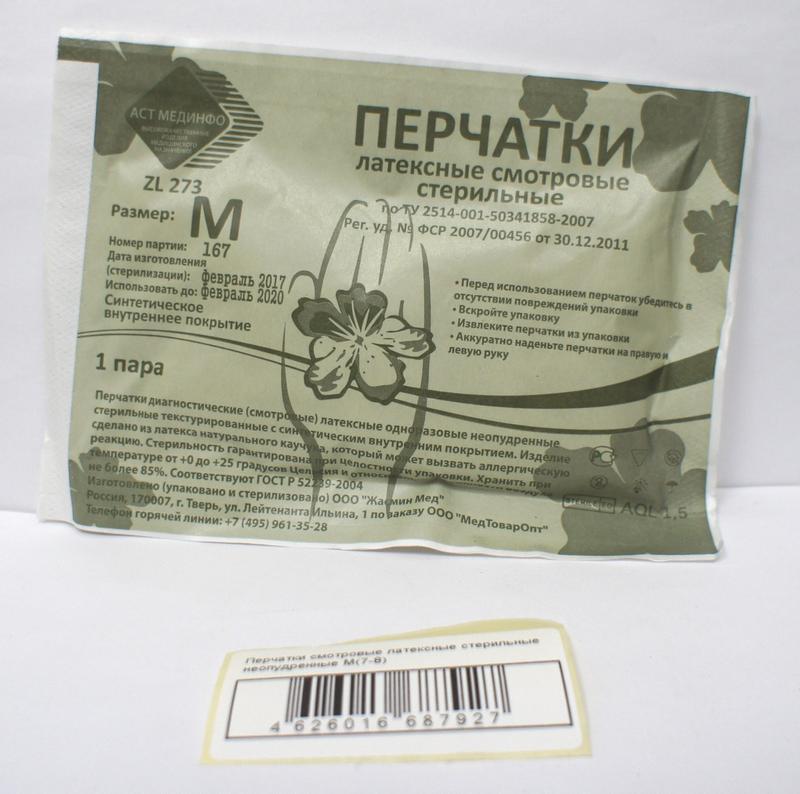 АСТ МЕДИНФО
ВЫСОКОКАЧЕСТВЕННЫЕ
ИЗДЕЛИЯ
МЕДИЦИНСКОГО
НАЗНАЧЕНИЯ
ПЕРЧАТКИ
латексные смотровые
стерильные
по ТУ 2514-001-50341858-2007
Рег. уд. № ФСР 2007/00456 от 30.12.2011
ZL 273
Размер: M
Номер партии: 167
Дата изготовления
(стерилизации): февраль 2017
Использовать до: февраль 2020
Синтетическое
внутреннее покрытие
1 пара
• Перед использованием перчаток убедитесь в
отсутствии повреждений упаковки
• Вскройте упаковку
• Извлеките перчатки из упаковки
• Аккуратно наденьте перчатки на правую и
левую руку
Перчатки диагностические (смотровые) латексные одноразовые неопудренные
стерильные текстурированные с синтетическим внутренним покрытием. Изделие
сделано из латекса натурального каучука, который может вызвать аллергическую
реакцию. Стерильность гарантирована при целостности упаковки. Хранить при
температуре от +0 до +25 градусов Цельсия и относительной воздуха
не более 85%. Соответствуют ГОСТ Р 52239-2004
Изготовлено (упаковано и стерилизовано) ООО "Жасмин Мед"
Россия, 170007, г. Тверь, ул. Лейтенанта Ильина, 1 по заказу ООО "МедТоварОпт"
Телефон горячей линии: +7 (495) 961-35-28
STERILE EO AQL 1,5
Перчатки смотровые латексные стерильные
неопудренные M(7-8)
4 626016 687927